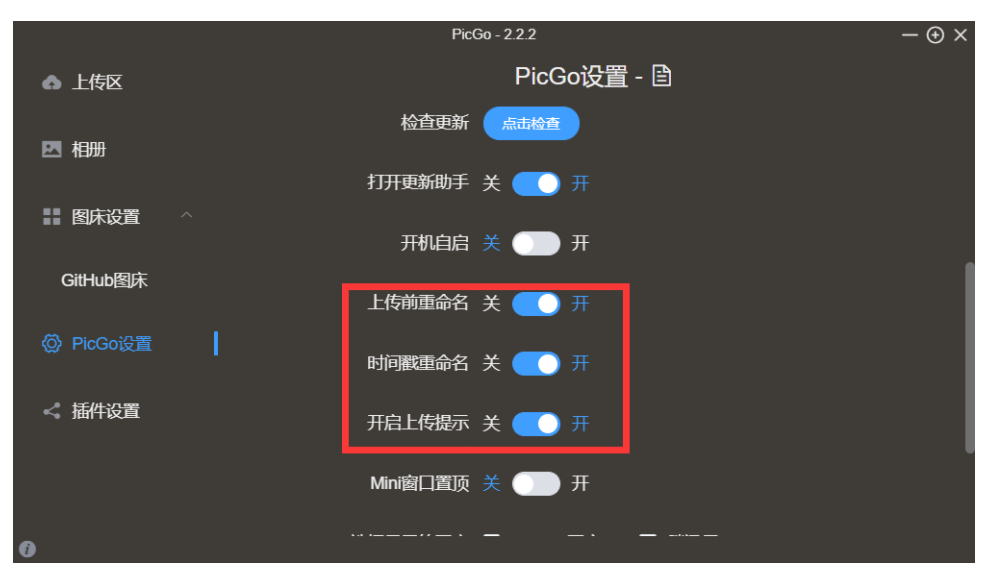 PicGo - 2.2.2
上传区
相册
图床设置
GitHub图床
PicGo设置
插件设置
PicGo设置 -
检查更新 点击检查
打开更新助手 关 开
开机自启 关 开
上传前重命名 关 开
时间戳重命名 关 开
开启上传提示 关 开
Mini窗口置顶 关 开